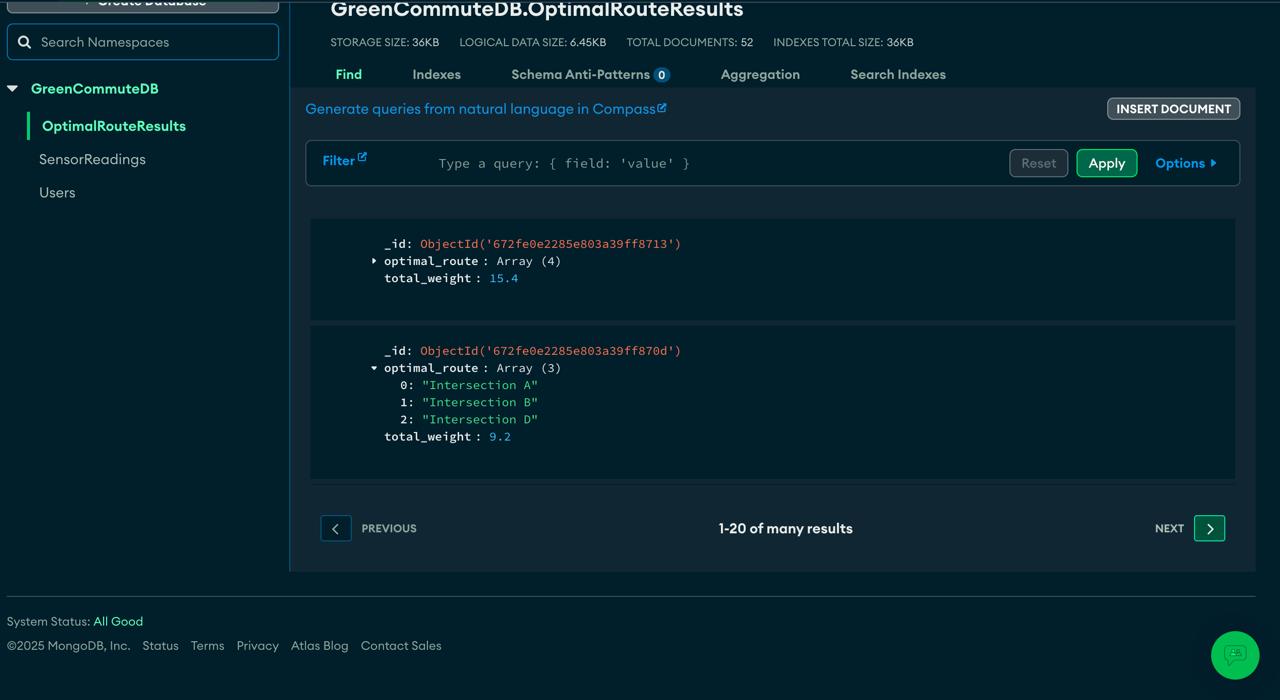 Create Database
GreenCommuteDB.OptimalRouteResults
STORAGE SIZE: 36KB LOGICAL DATA SIZE: 6.45KB TOTAL DOCUMENTS: 52 INDEXES TOTAL SIZE: 36KB
Search Namespaces
Find Indexes Schema Anti-Patterns 0 Aggregation Search Indexes
GreenCommuteDB
OptimalRouteResults
SensorReadings
Users
Generate queries from natural language in Compass
INSERT DOCUMENT
Filter Type a query: { field: 'value' } Reset Apply Options
_id: ObjectId('672fe0e2285e803a39ff8713')
optimal_route : Array (4)
total_weight : 15.4
_id: ObjectId('672fe0e2285e803a39ff870d')
optimal_route : Array (3)
0: "Intersection A"
1: "Intersection B"
2: "Intersection D"
total_weight : 9.2
PREVIOUS 1-20 of many results NEXT
System Status: All Good
©2025 MongoDB, Inc. Status Terms Privacy Atlas Blog Contact Sales